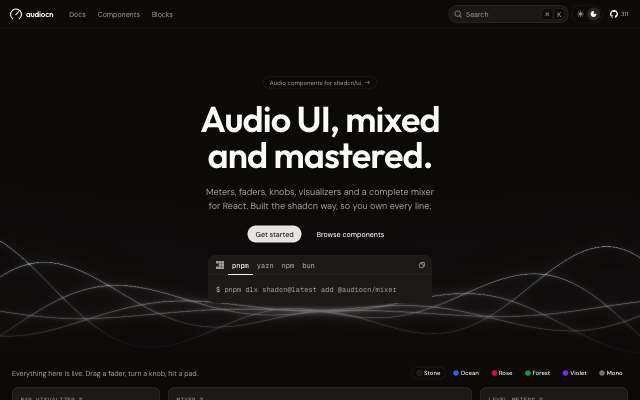 audiocn
Docs
Components
Blocks
Search
⌘ K
311
Audio components for shadcn/ui →
Audio UI, mixed
and mastered.
Meters, faders, knobs, visualizers and a complete mixer
for React. Built the shadcn way, so you own every line.
Get started
Browse components
pnpm yarn npm bun
$ pnpm dlx shadcn@latest add @audiocn/mixer
Everything here is live. Drag a fader, turn a knob, hit a pad.
Stone
Ocean
Rose
Forest
Violet
Mono